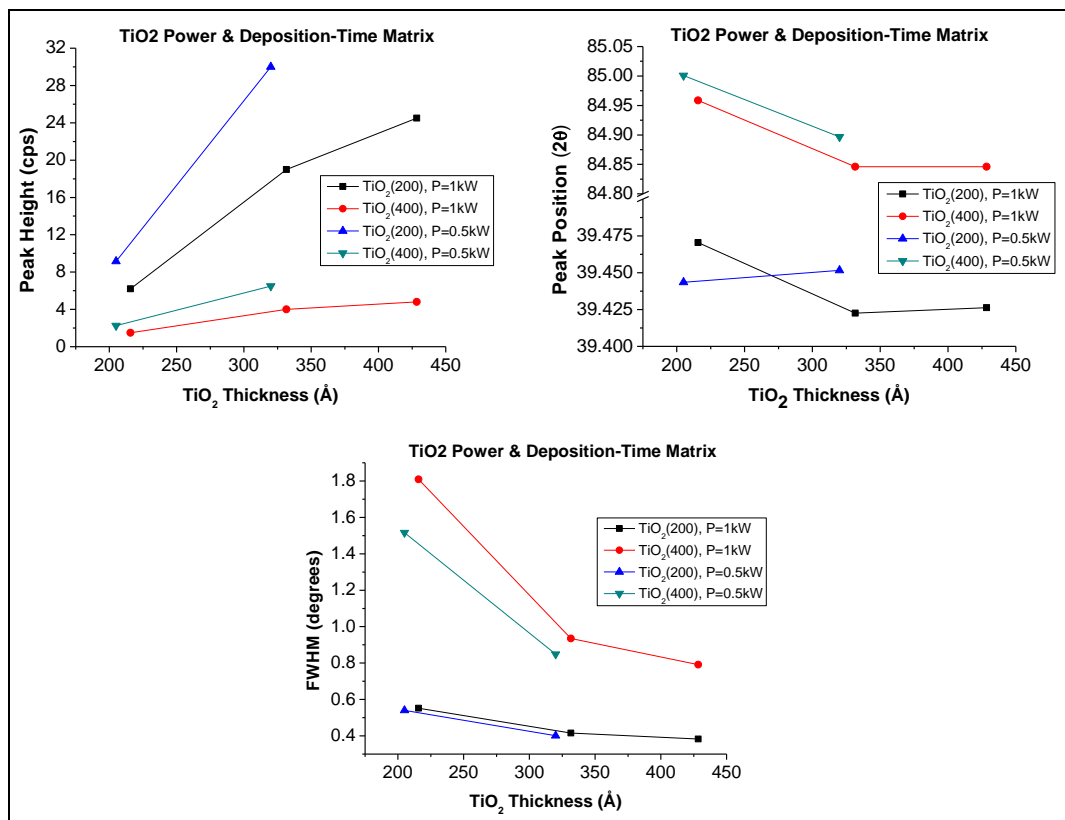 TiO2 Power & Deposition-Time Matrix
32
28
24
20
16
12
8
4
0
Peak Height (cps)
TiO₂(200), P=1kW
TiO₂(400), P=1kW
TiO₂(200), P=0.5kW
TiO₂(400), P=0.5kW
200 250 300 350 400 450
TiO₂ Thickness (Å)
TiO2 Power & Deposition-Time Matrix
85.05
85.00
84.95
84.90
84.85
84.80
39.475
39.450
39.425
39.400
Peak Position (2θ)
TiO₂(200), P=1kW
TiO₂(400), P=1kW
TiO₂(200), P=0.5kW
TiO₂(400), P=0.5kW
200 250 300 350 400 450
TiO₂ Thickness (Å)
TiO2 Power & Deposition-Time Matrix
1.8
1.6
1.4
1.2
1.0
0.8
0.6
0.4
FWHM (degrees)
TiO₂(200), P=1kW
TiO₂(400), P=1kW
TiO₂(200), P=0.5kW
TiO₂(400), P=0.5kW
200 250 300 350 400 450
TiO₂ Thickness (Å)